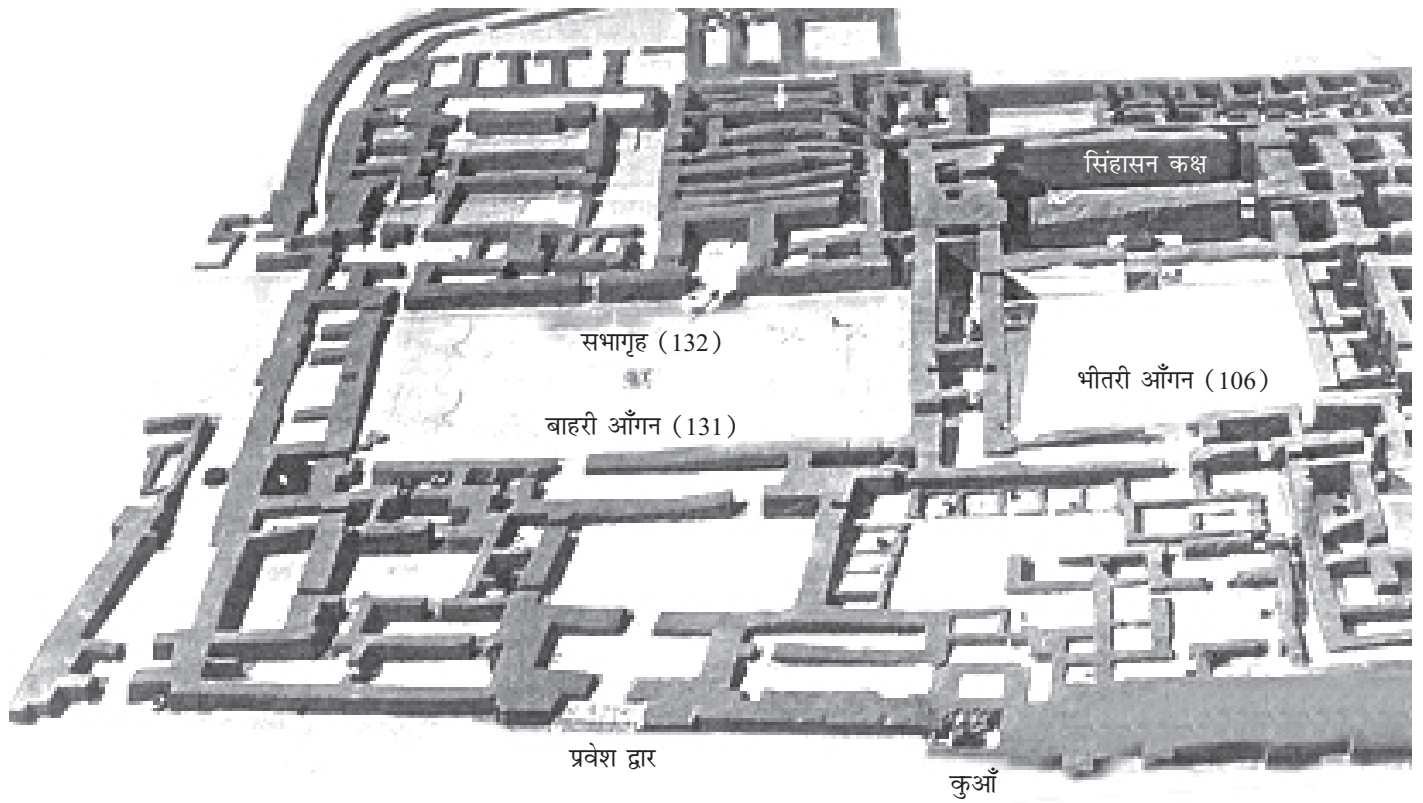 सिंहासन कक्ष
सभागृह (132)
का
बाहरी आँगन (131)
भीतरी आँगन (106)
प्रवेश द्वार
कुआँ